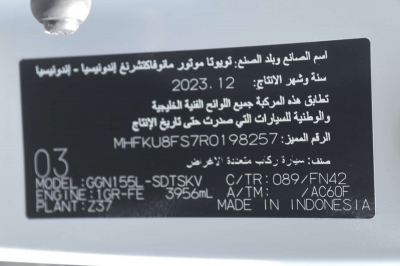 اسم الصانع وبلد الصنع: تويوتا موتور مانوفاكتشرنغ إندونيسيا - إندونيسيا
سنة وشهر الانتاج: 2023.12
تطابق هذه المركبة جميع اللوائح الفنية الخليجية
والوطنية للسيارات التي صدرت حتى تاريخ الإنتاج
الرقم المميز: MHFKU8FS7R0198257
صنف: سيارة ركاب متعددة الاغراض
03
MODEL:GGN155L-SDTSKV C/TR:089/FN42
ENGINE:1GR-FE 3956mL A/TM: /AC60F
PLANT:Z37 MADE IN INDONESIA